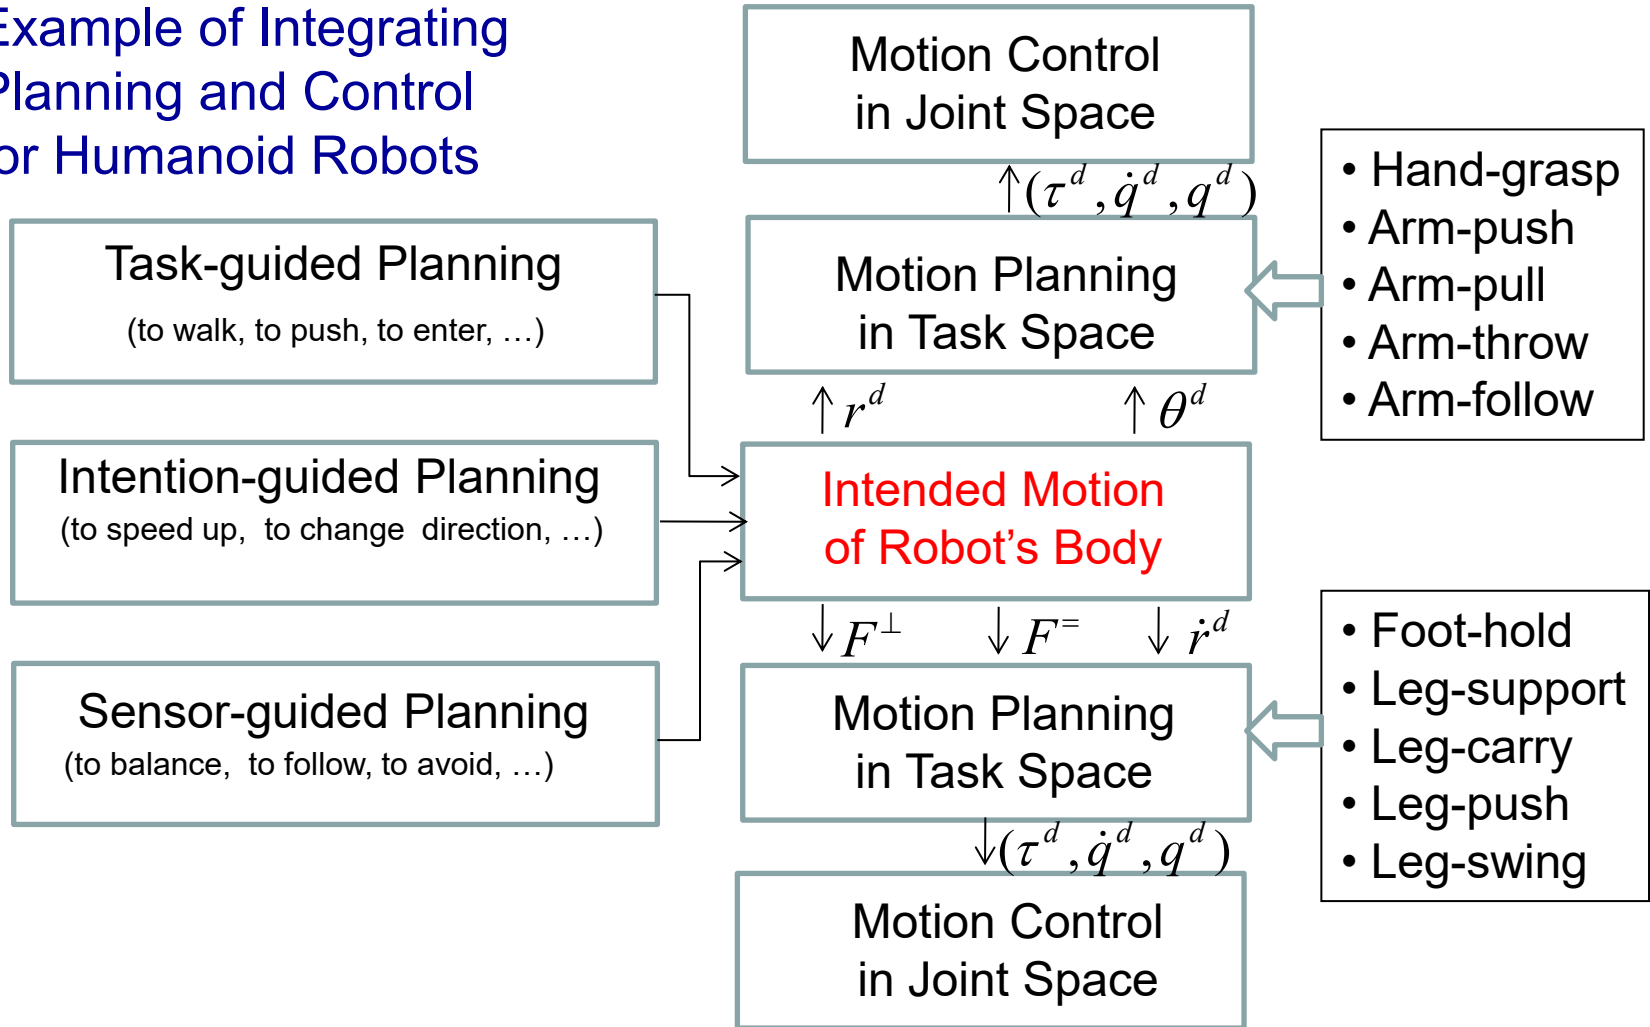 Example of Integrating
Planning and Control
for Humanoid Robots
Task-guided Planning
(to walk, to push, to enter, …)
Intention-guided Planning
(to speed up, to change direction, …)
Sensor-guided Planning
(to balance, to follow, to avoid, …)
Motion Control
in Joint Space
↑(τ^d, q̇^d, q^d)
Motion Planning
in Task Space
↑ r^d ↑ θ^d
Intended Motion
of Robot’s Body
↓ F^⊥ ↓ F^= ↓ ṙ^d
Motion Planning
in Task Space
↓(τ^d, q̇^d, q^d)
Motion Control
in Joint Space
• Hand-grasp
• Arm-push
• Arm-pull
• Arm-throw
• Arm-follow
• Foot-hold
• Leg-support
• Leg-carry
• Leg-push
• Leg-swing